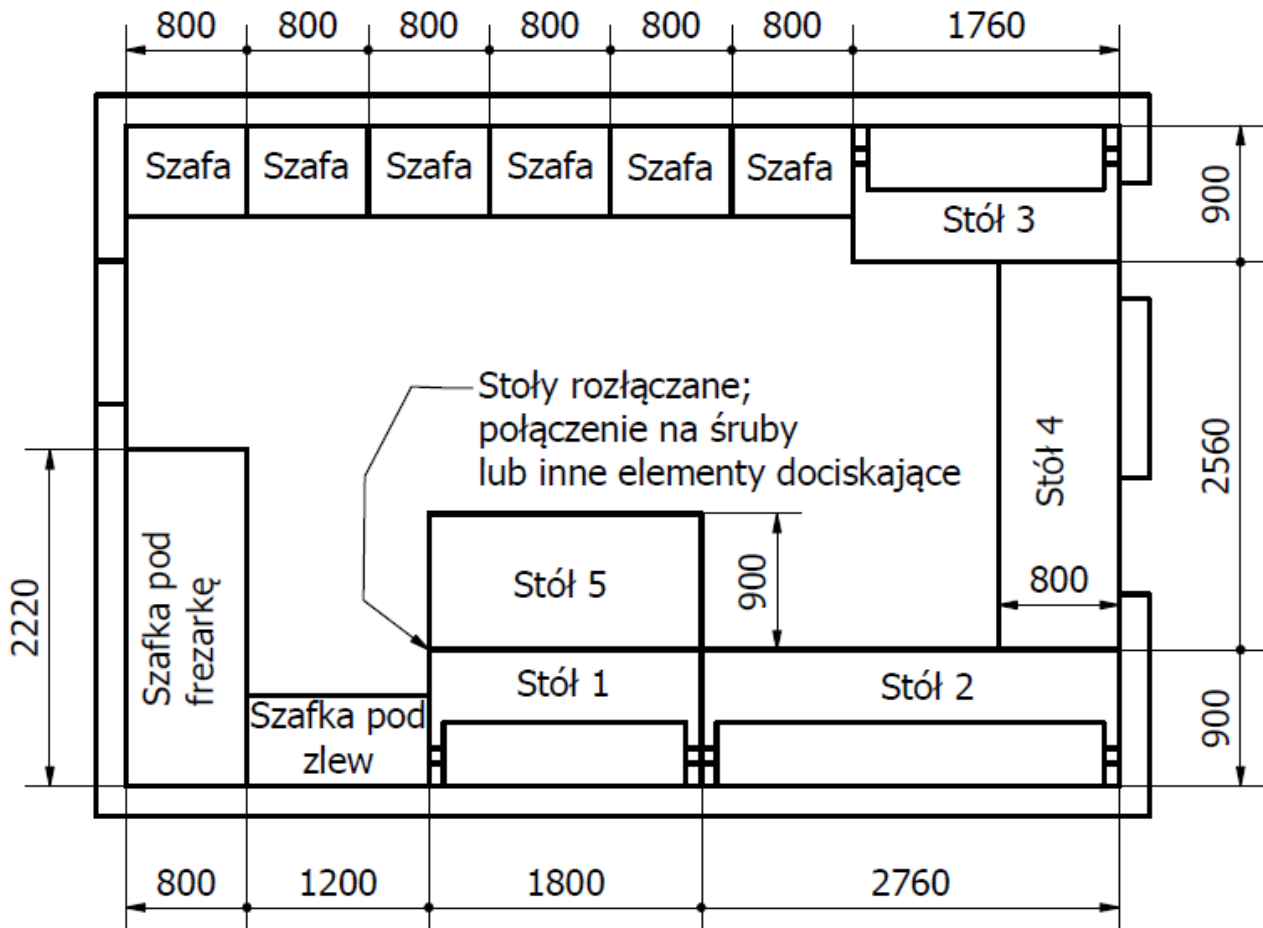 800 800 800 800 800 800 1760
Szafa Szafa Szafa Szafa Szafa Szafa
Stół 3
900
Stoły rozłączane;
połączenie na śruby
lub inne elementy dociskające
Stół 4
2560
2220
Szafka pod
frezarkę
Stół 5
900
800
Stół 1
Stół 2
900
Szafka pod
zlew
800 1200 1800 2760